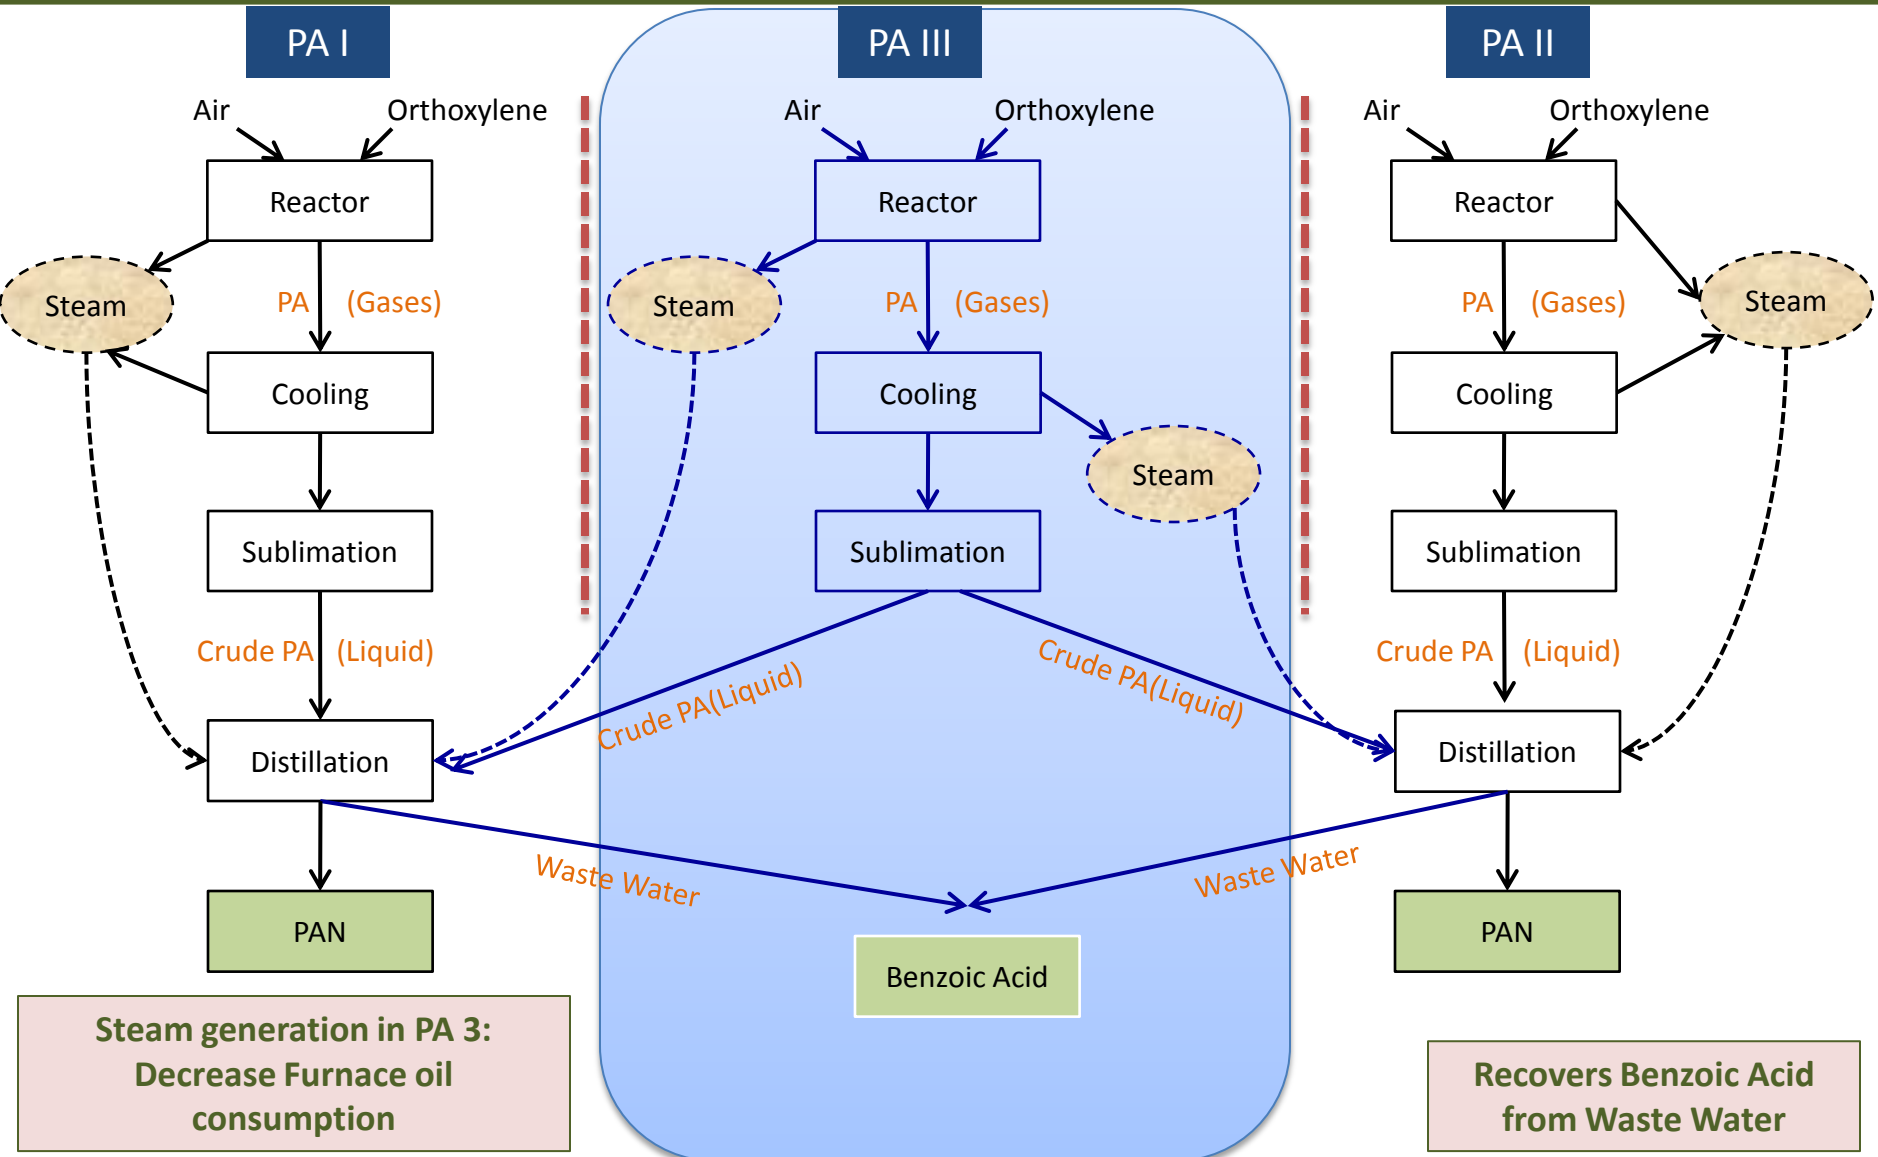 PA I
PA III
PA II
Air
Orthoxylene
Air
Orthoxylene
Air
Orthoxylene
Reactor
Reactor
Reactor
Steam
PA (Gases)
Steam
PA (Gases)
PA (Gases)
Steam
Cooling
Cooling
Cooling
Steam
Sublimation
Sublimation
Sublimation
Crude PA (Liquid)
Crude PA(Liquid)
Crude PA(Liquid)
Crude PA (Liquid)
Distillation
Distillation
Waste Water
Waste Water
PAN
Benzoic Acid
PAN
Steam generation in PA 3:
Decrease Furnace oil
consumption
Recovers Benzoic Acid
from Waste Water